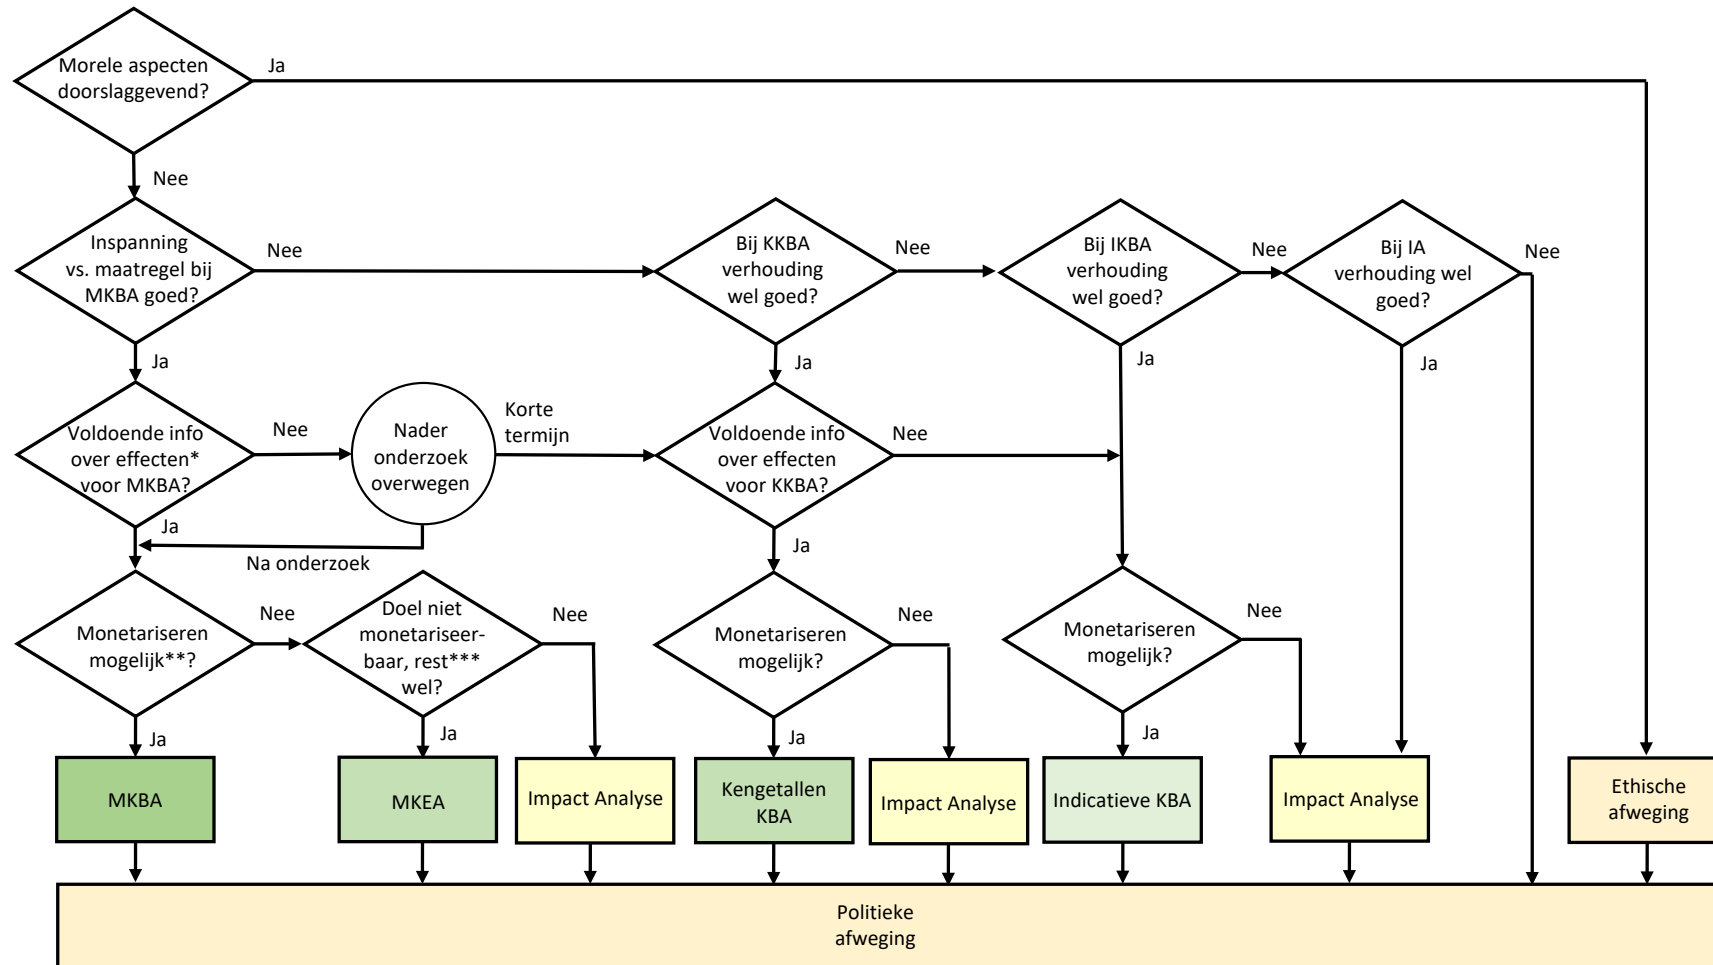 Morele aspecten
doorslaggevend?
Ja
Nee
Inspanning
vs. maatregel bij
MKBA goed?
Nee
Bij KKBA
verhouding
wel goed?
Nee
Bij IKBA
verhouding
wel goed?
Nee
Bij IA
verhouding wel
goed?
Nee
Ja
Ja
Ja
Ja
Voldoende info
over effecten*
voor MKBA?
Nee
Nader
onderzoek
overwegen
Korte
termijn
Voldoende info
over effecten
voor KKBA?
Nee
Ja
Na onderzoek
Ja
Monetariseren
mogelijk**?
Nee
Doel niet
monetariseer-
baar, rest***
wel?
Nee
Monetariseren
mogelijk?
Nee
Monetariseren
mogelijk?
Nee
Ja
Ja
Ja
Ja
MKBA
MKEA
Impact Analyse
Kengetallen
KBA
Impact Analyse
Indicatieve KBA
Impact Analyse
Ethische
afweging
Politieke
afweging